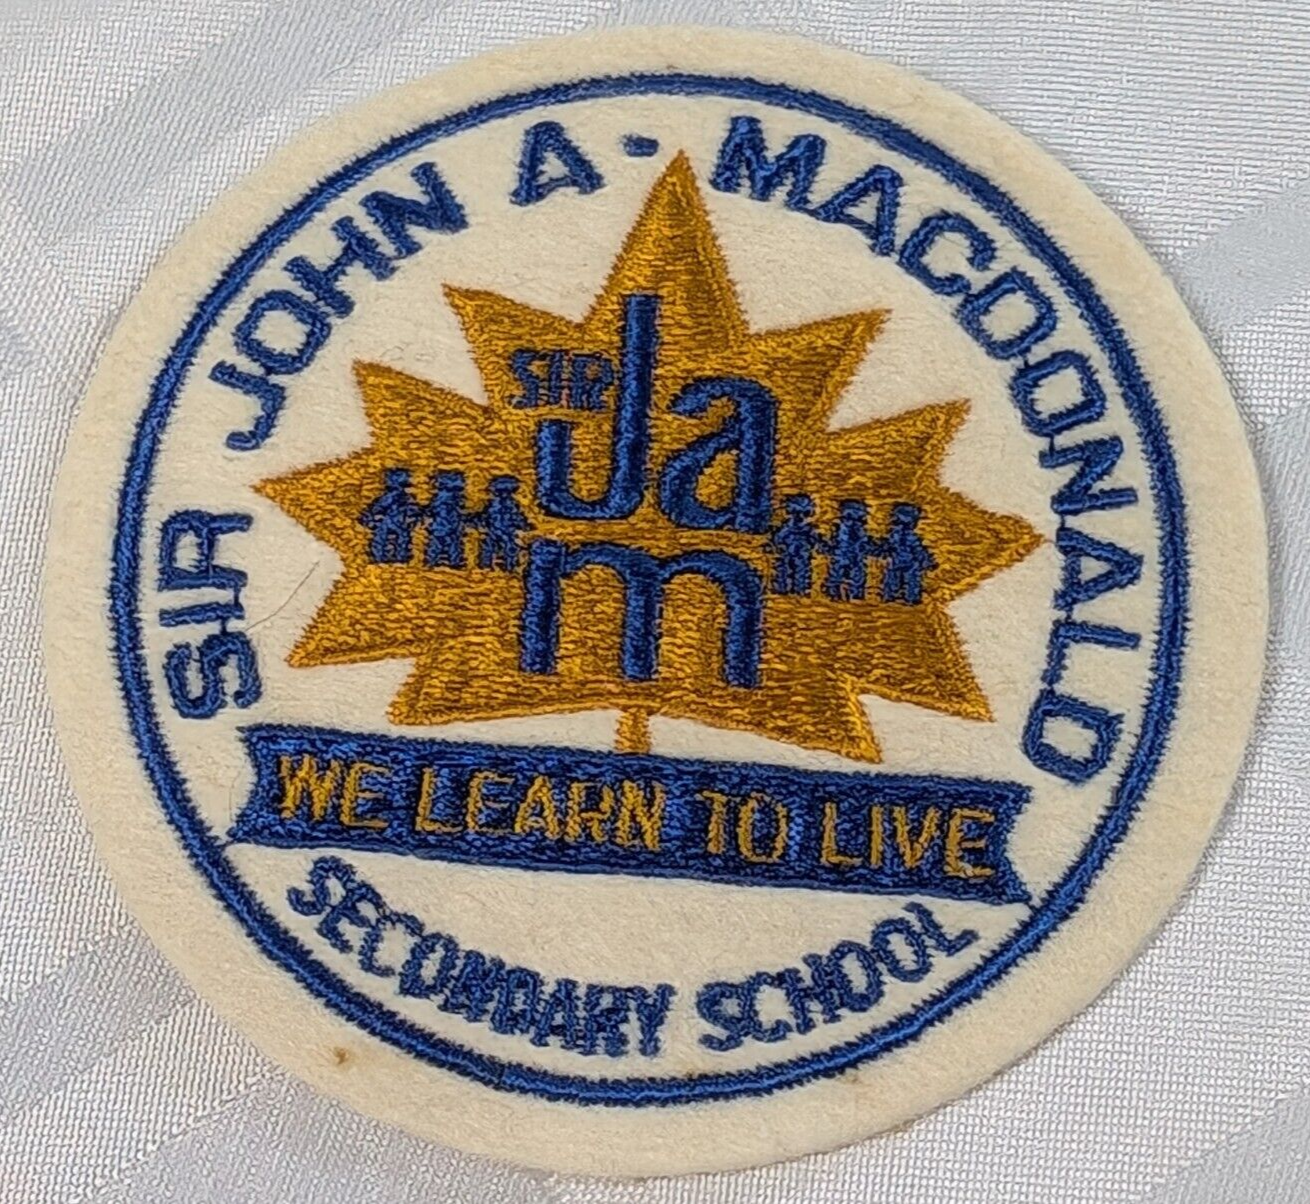 SIR JOHN A. MACDONALD
SIR
Ja
m
WE LEARN TO LIVE
SECONDARY SCHOOL